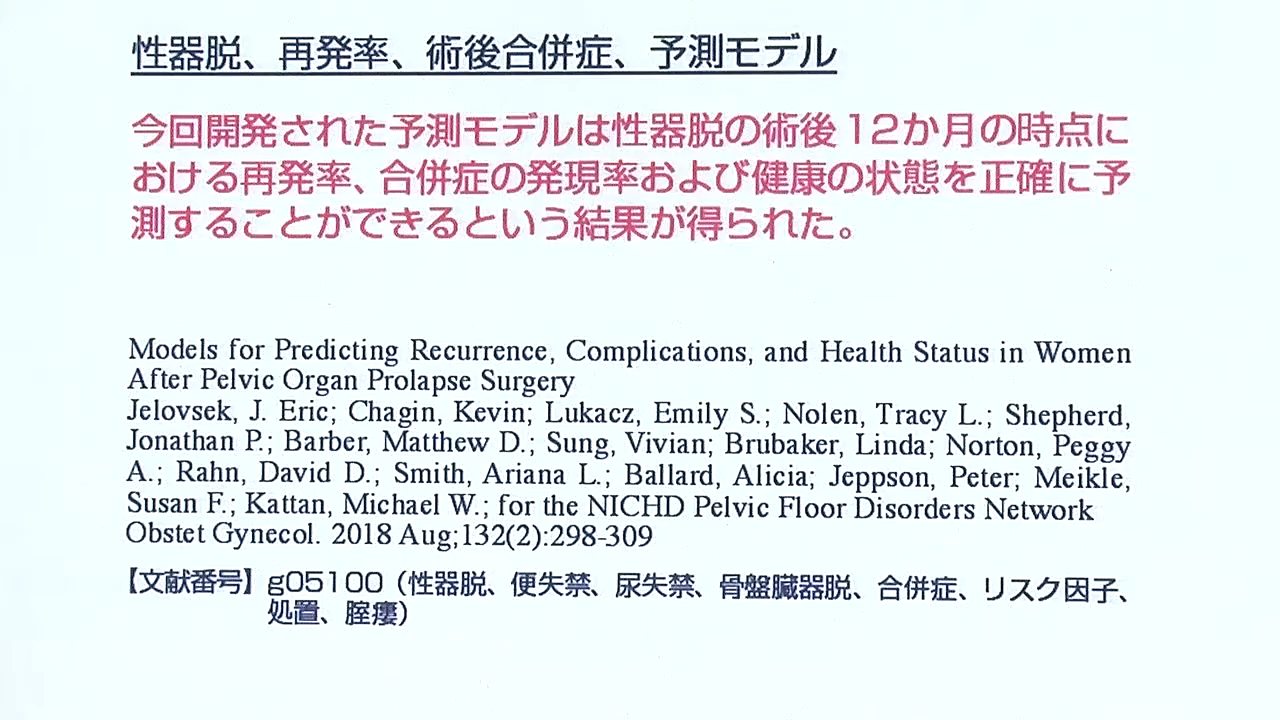 性器脱、再発率、術後合併症、予測モデル
今回開発された予測モデルは性器脱の術後12か月の時点に
おける再発率、合併症の発現率および健康の状態を正確に予
測することができるという結果が得られた。
Models for Predicting Recurrence, Complications, and Health Status in Women
After Pelvic Organ Prolapse Surgery
Jelovsek, J. Eric; Chagin, Kevin; Lukacz, Emily S.; Nolen, Tracy L.; Shepherd,
Jonathan P.; Barber, Matthew D.; Sung, Vivian; Brubaker, Linda; Norton, Peggy
A.; Rahn, David D.; Smith, Ariana L.; Ballard, Alicia; Jeppson, Peter; Meikle,
Susan F.; Kattan, Michael W.; for the NICHD Pelvic Floor Disorders Network
Obstet Gynecol. 2018 Aug;132(2):298-309
【文献番号】g05100（性器脱、便失禁、尿失禁、骨盤臓器脱、合併症、リスク因子、
処置、腟瘻）